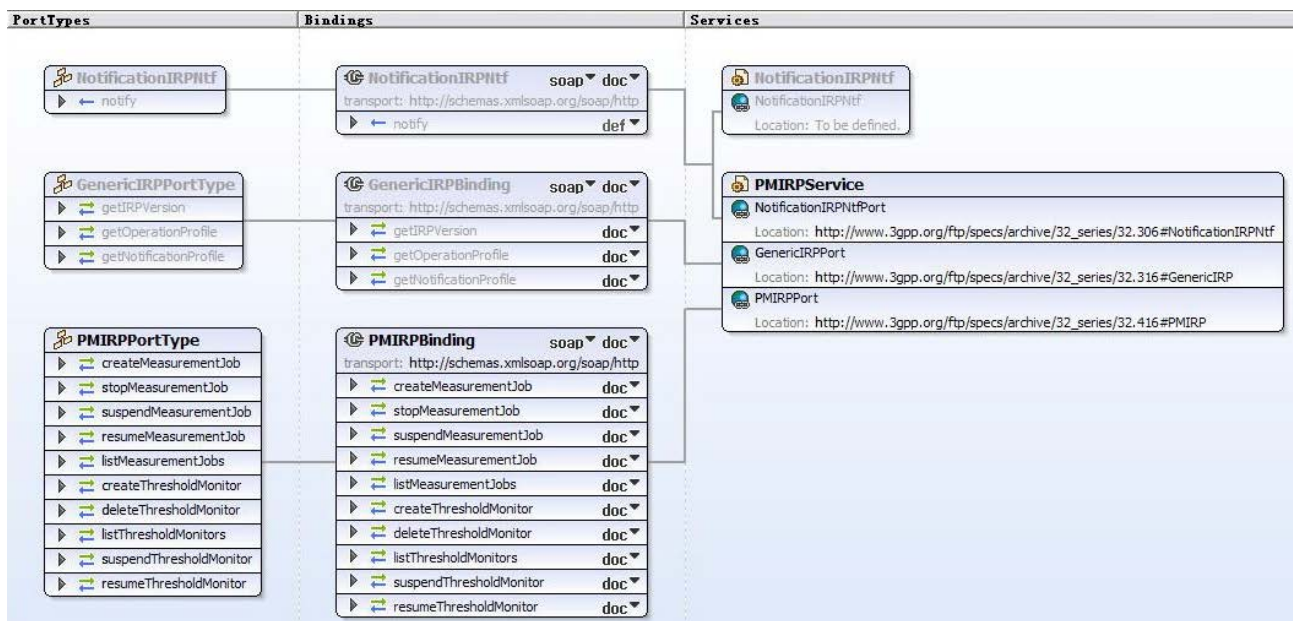 PortTypes
Bindings
Services
NotificationIRPNtf
notify
GenericIRPPortType
getIRPVersion
getOperationProfile
getNotificationProfile
PMIRPPortType
createMeasurementJob
stopMeasurementJob
suspendMeasurementJob
resumeMeasurementJob
listMeasurementJobs
createThresholdMonitor
deleteThresholdMonitor
listThresholdMonitors
suspendThresholdMonitor
resumeThresholdMonitor
NotificationIRPNtf soap doc
transport: http://schemas.xmlsoap.org/soap/http
notify def
GenericIRPBinding soap doc
transport: http://schemas.xmlsoap.org/soap/http
getIRPVersion doc
getOperationProfile doc
getNotificationProfile doc
PMIRPBinding soap doc
transport: http://schemas.xmlsoap.org/soap/http
createMeasurementJob doc
stopMeasurementJob doc
suspendMeasurementJob doc
resumeMeasurementJob doc
listMeasurementJobs doc
createThresholdMonitor doc
deleteThresholdMonitor doc
listThresholdMonitors doc
suspendThresholdMonitor doc
resumeThresholdMonitor doc
NotificationIRPNtf
NotificationIRPNtf
Location: To be defined.
PMIRPService
NotificationIRPNtfPort
Location: http://www.3gpp.org/ftp/specs/archive/32_series/32.306#NotificationIRPNtf
GenericIRPPort
Location: http://www.3gpp.org/ftp/specs/archive/32_series/32.316#GenericIRP
PMIRPPort
Location: http://www.3gpp.org/ftp/specs/archive/32_series/32.416#PMIRP